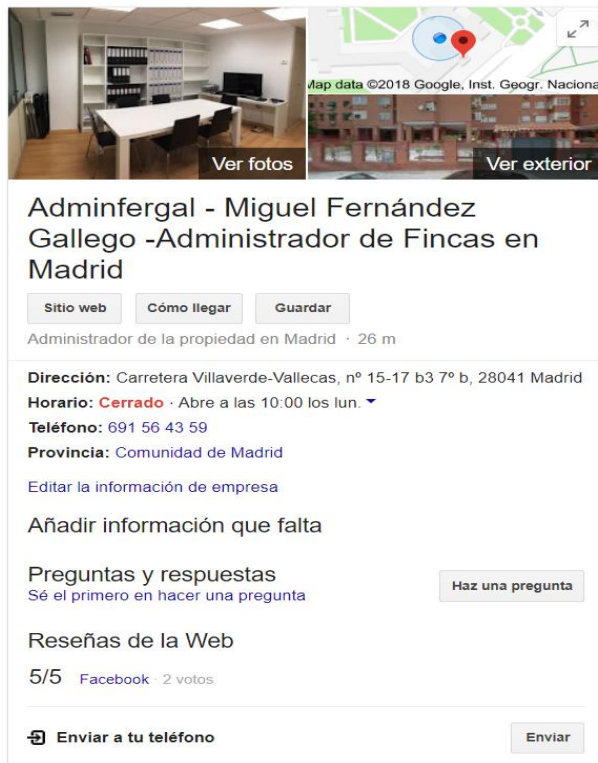 Map data ©2018 Google, Inst. Geogr. Naciona
Ver fotos
Ver exterior
Adminfergal - Miguel Fernández
Gallego -Administrador de Fincas en
Madrid
Sitio web
Cómo llegar
Guardar
Administrador de la propiedad en Madrid · 26 m
Dirección: Carretera Villaverde-Vallecas, nº 15-17 b3 7º b, 28041 Madrid
Horario: Cerrado · Abre a las 10:00 los lun.
Teléfono: 691 56 43 59
Provincia: Comunidad de Madrid
Editar la información de empresa
Añadir información que falta
Preguntas y respuestas
Sé el primero en hacer una pregunta
Haz una pregunta
Reseñas de la Web
5/5 Facebook · 2 votos
Enviar a tu teléfono
Enviar